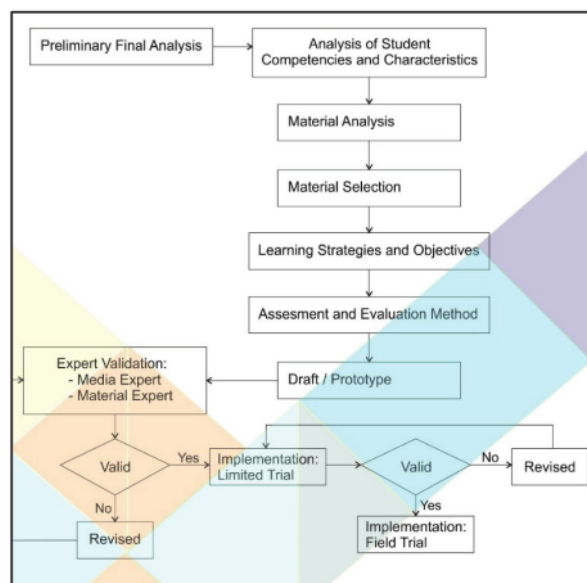 Preliminary Final Analysis
Analysis of Student
Competencies and Characteristics
Material Analysis
Material Selection
Learning Strategies and Objectives
Assesment and Evaluation Method
Draft / Prototype
Expert Validation:
- Media Expert
- Material Expert
Valid
Yes
Implementation:
Limited Trial
Valid
No
Revised
No
Revised
Yes
Implementation:
Field Trial